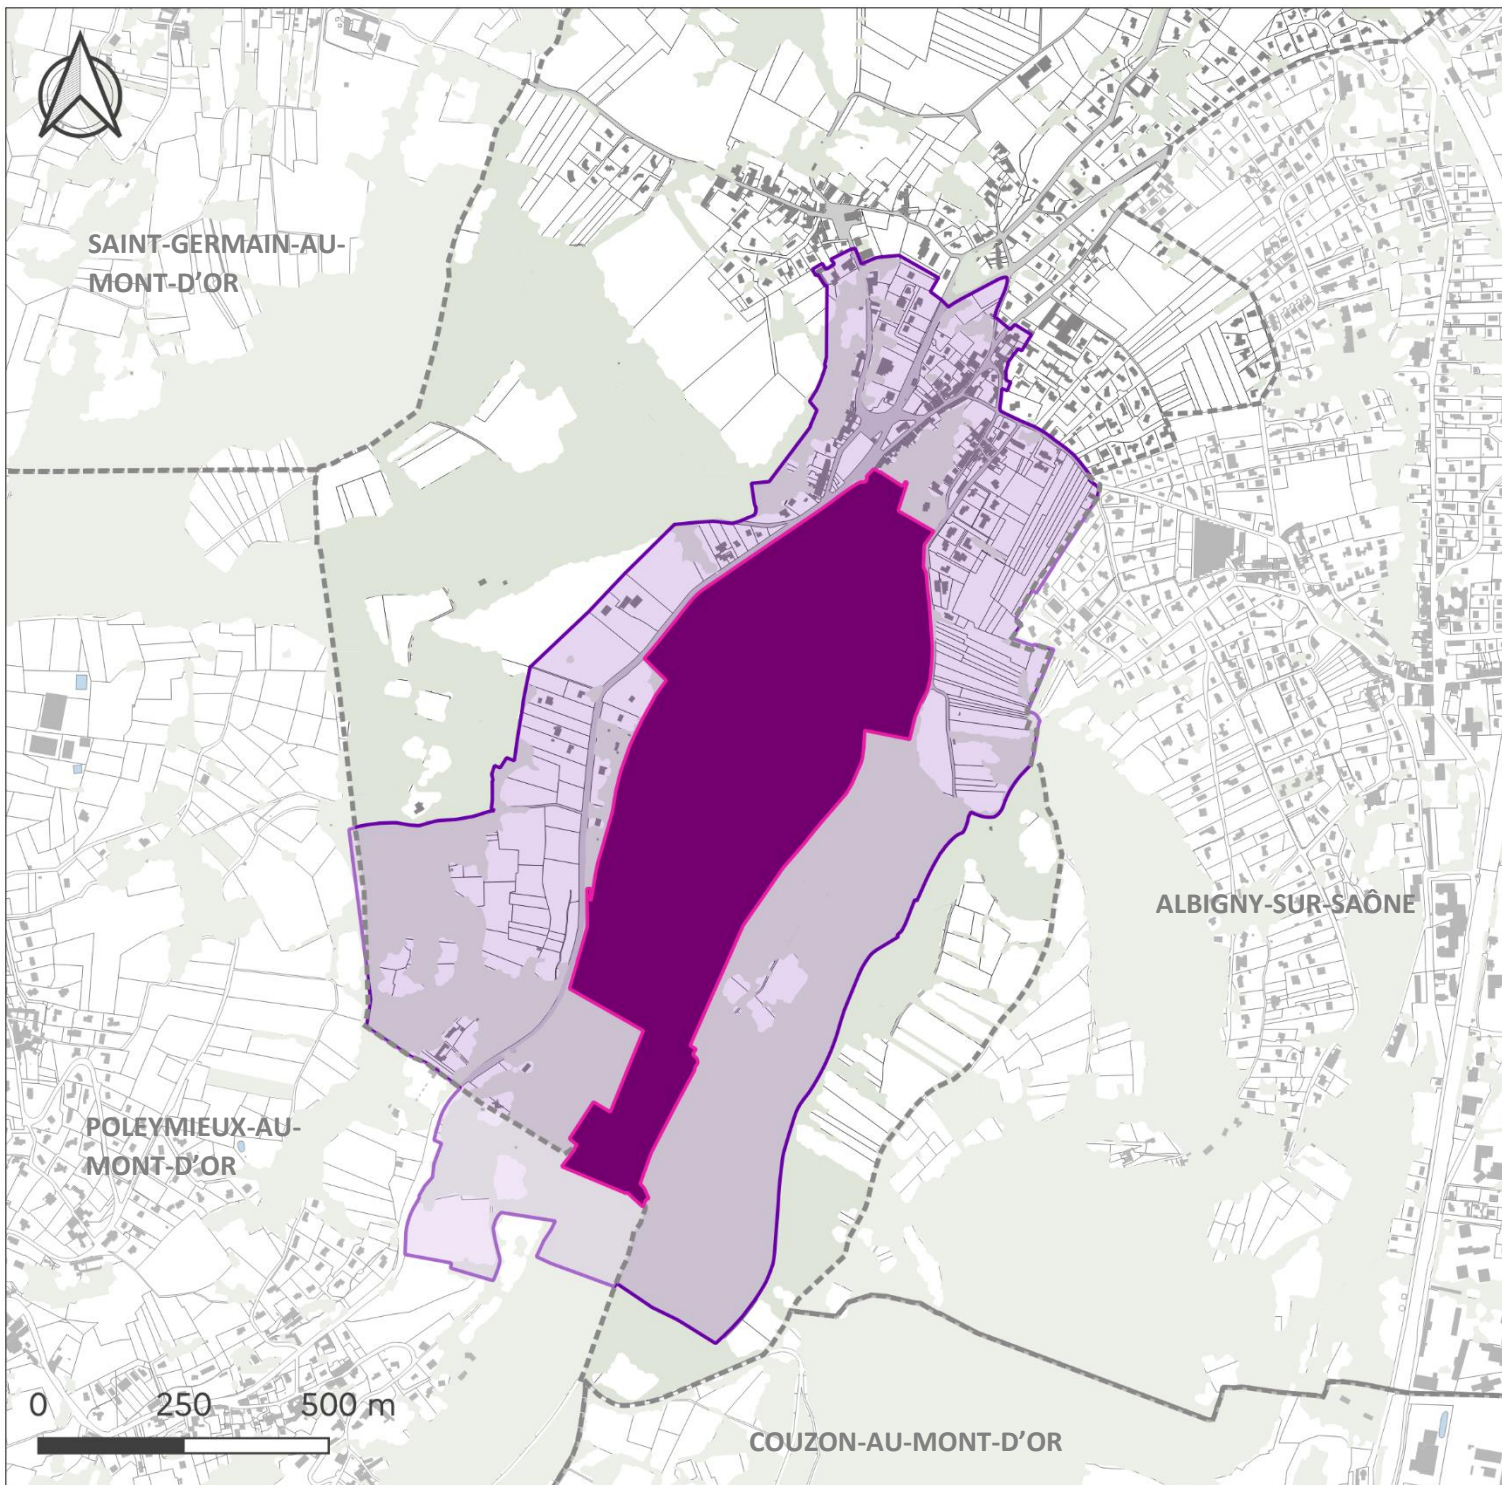 SAINT-GERMAIN-AU-
MONT-D'OR
ALBIGNY-SUR-SAÔNE
POLEYMIEUX-AU-
MONT-D'OR
0 250 500 m
COUZON-AU-MONT-D'OR